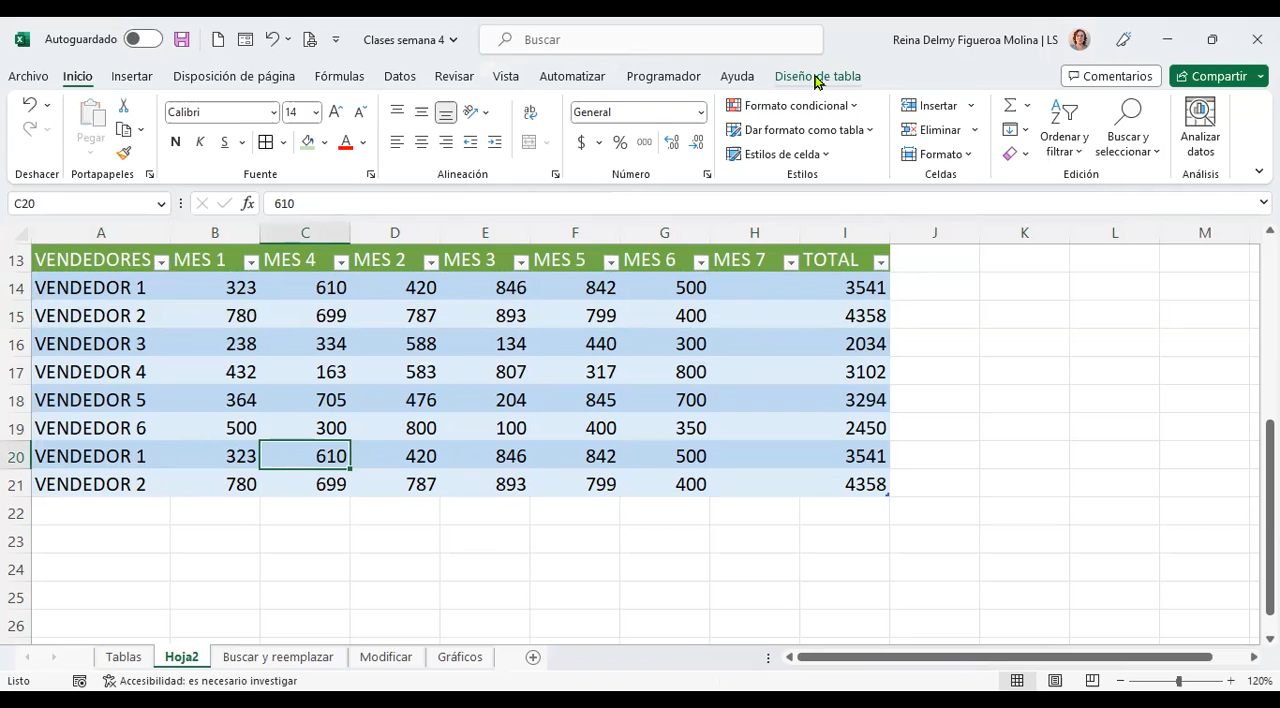 Autoguardado Clases semana 4 Buscar Reina Delmy Figueroa Molina | LS
Archivo Inicio Insertar Disposición de página Fórmulas Datos Revisar Vista Automatizar Programador Ayuda Diseño de tabla Comentarios Compartir
Pegar
Calibri 14
N K S
General
$ % 000
Formato condicional
Dar formato como tabla
Estilos de celda
Insertar
Eliminar
Formato
Ordenar y filtrar
Buscar y seleccionar
Analizar datos
Deshacer Portapapeles Fuente Alineación Número Estilos Celdas Edición Análisis
C20 fx 610
A B C D E F G H I J K L M
13 VENDEDORES MES 1 MES 4 MES 2 MES 3 MES 5 MES 6 MES 7 TOTAL
14 VENDEDOR 1 323 610 420 846 842 500 3541
15 VENDEDOR 2 780 699 787 893 799 400 4358
16 VENDEDOR 3 238 334 588 134 440 300 2034
17 VENDEDOR 4 432 163 583 807 317 800 3102
18 VENDEDOR 5 364 705 476 204 845 700 3294
19 VENDEDOR 6 500 300 800 100 400 350 2450
20 VENDEDOR 1 323 610 420 846 842 500 3541
21 VENDEDOR 2 780 699 787 893 799 400 4358
22
23
24
25
26
Tablas Hoja2 Buscar y reemplazar Modificar Gráficos
Listo Accesibilidad: es necesario investigar 120%